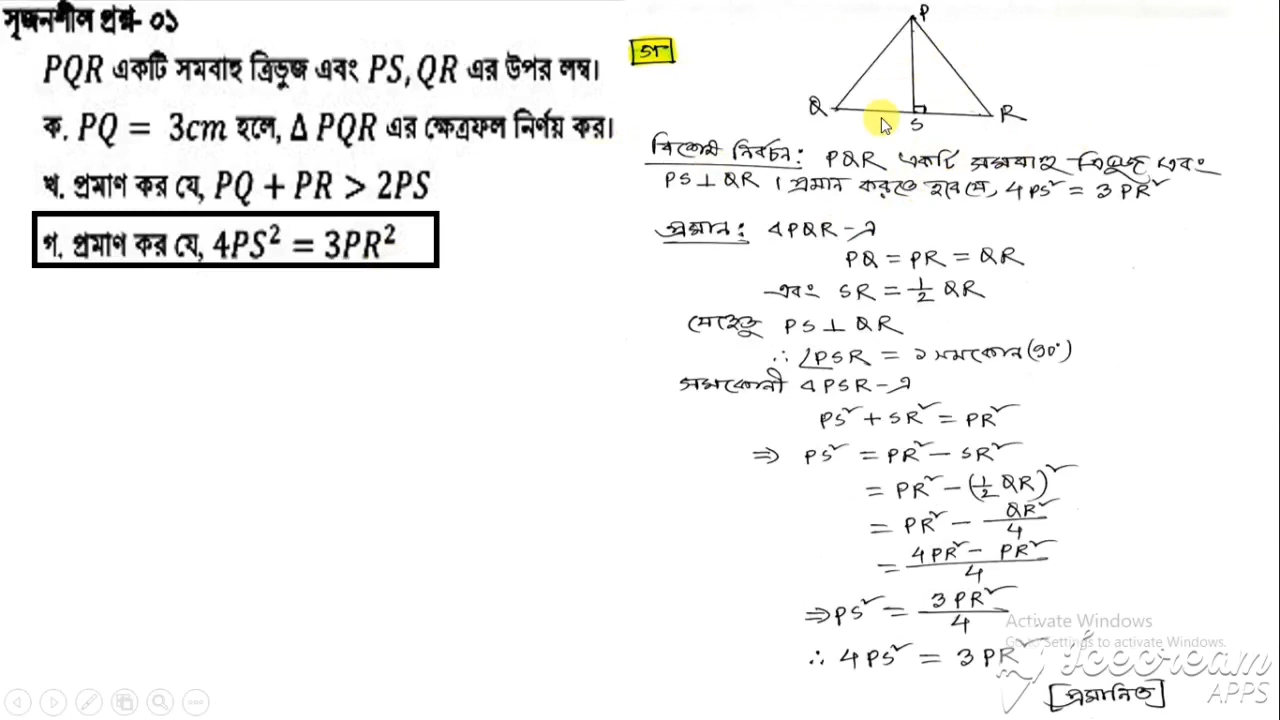 সৃজনশীল প্রশ্ন- ০১
PQR একটি সমবাহু ত্রিভুজ এবং PS, QR এর উপর লম্ব।
ক. PQ = 3cm হলে, Δ PQR এর ক্ষেত্রফল নির্ণয় কর।
খ. প্রমাণ কর যে, PQ + PR > 2PS
গ. প্রমাণ কর যে, 4PS² = 3PR²
গ
P
Q
S
R
বিশেষ নির্বচন: PQR একটি সমবাহু ত্রিভুজ এবং
PS⊥QR । প্রমান করতে হবে যে, 4PS² = 3PR²
প্রমান: ΔPQR-এ
PQ = PR = QR
এবং SR = ½ QR
যেহেতু PS ⊥ QR
∴ ∠PSR = ১ সমকোন (90°)
সমকোনী ΔPSR-এ
PS² + SR² = PR²
⇒ PS² = PR² - SR²
= PR² - (½ QR)²
= PR² - QR²/4
= 4PR² - PR²/4
⇒ PS² = 3PR²/4
∴ 4PS² = 3PR²
[প্রমানিত]
Activate Windows
Go to Settings to activate Windows.
Icecream
APPS